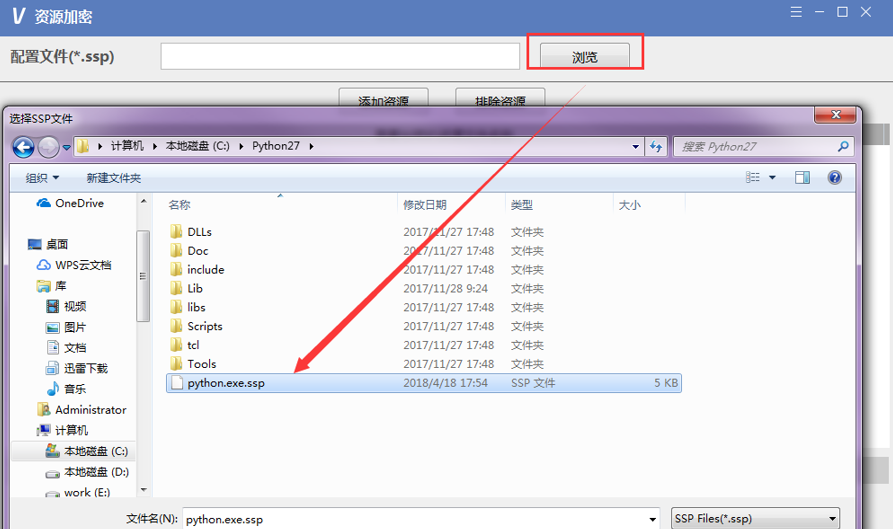 V 资源加密
配置文件(*.ssp)
浏览
添加资源 排除资源
选择SSP文件
计算机 本地磁盘 (C:) Python27
搜索 Python27
组织 新建文件夹
名称 修改日期 类型 大小
OneDrive
桌面
WPS云文档
库
视频
图片
文档
迅雷下载
音乐
Administrator
计算机
本地磁盘 (C:)
本地磁盘 (D:)
work (E:)
DLLs 2017/11/27 17:48 文件夹
Doc 2017/11/27 17:48 文件夹
include 2017/11/27 17:48 文件夹
Lib 2017/11/28 9:24 文件夹
libs 2017/11/27 17:48 文件夹
Scripts 2017/11/27 17:48 文件夹
tcl 2017/11/27 17:48 文件夹
Tools 2017/11/27 17:48 文件夹
python.exe.ssp 2018/4/18 17:54 SSP 文件 5 KB
文件名(N): python.exe.ssp SSP Files(*.ssp)